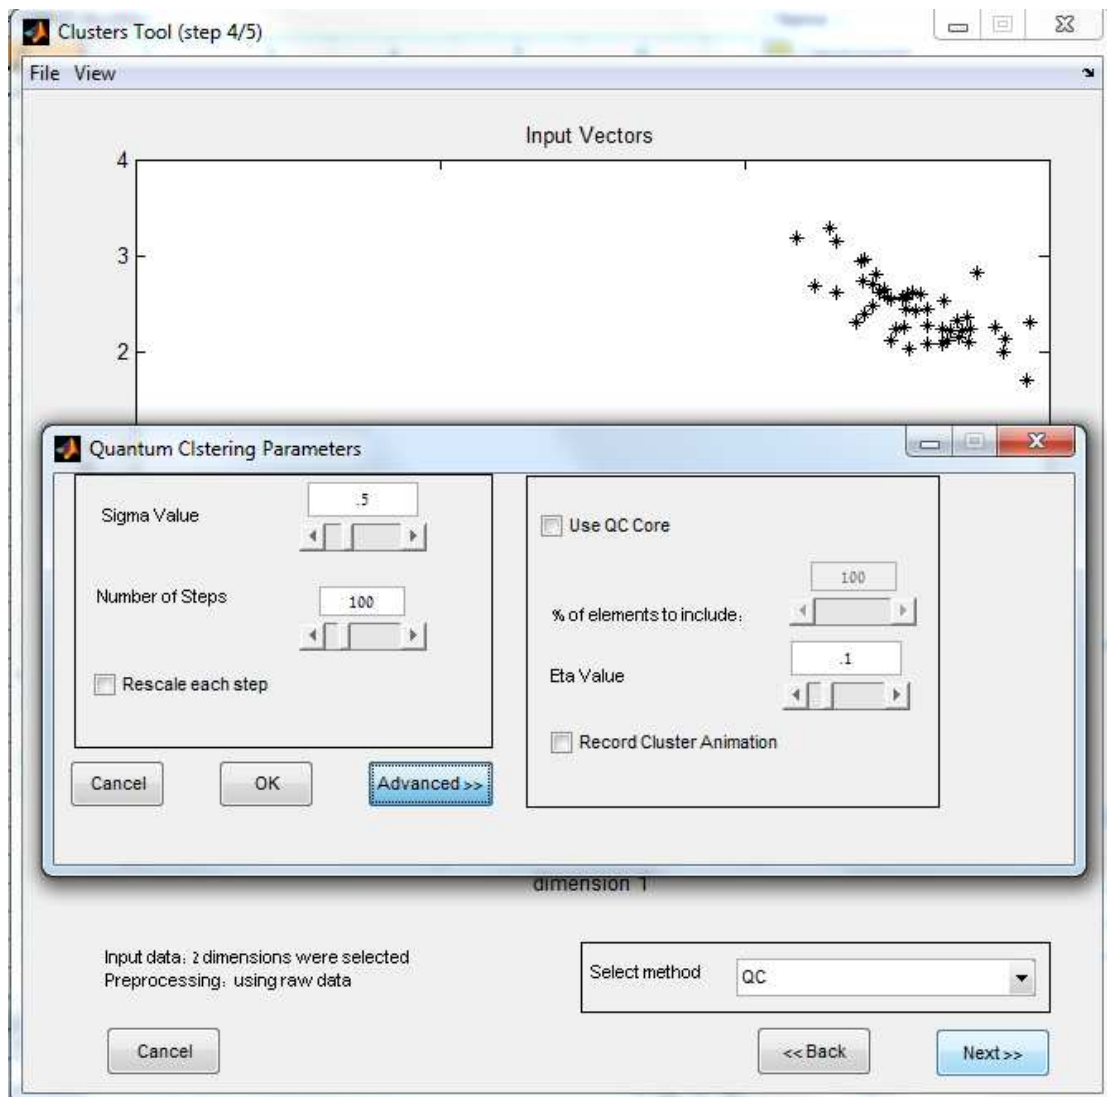 Clusters Tool (step 4/5)
File View
Input Vectors
4
3
2
Quantum Clstering Parameters
Sigma Value
.5
Number of Steps
100
Rescale each step
Cancel
OK
Advanced >>
Use QC Core
100
% of elements to include:
Eta Value
.1
Record Cluster Animation
dimension 1
Input data: 2 dimensions were selected
Preprocessing: using raw data
Select method
QC
Cancel
<< Back
Next >>